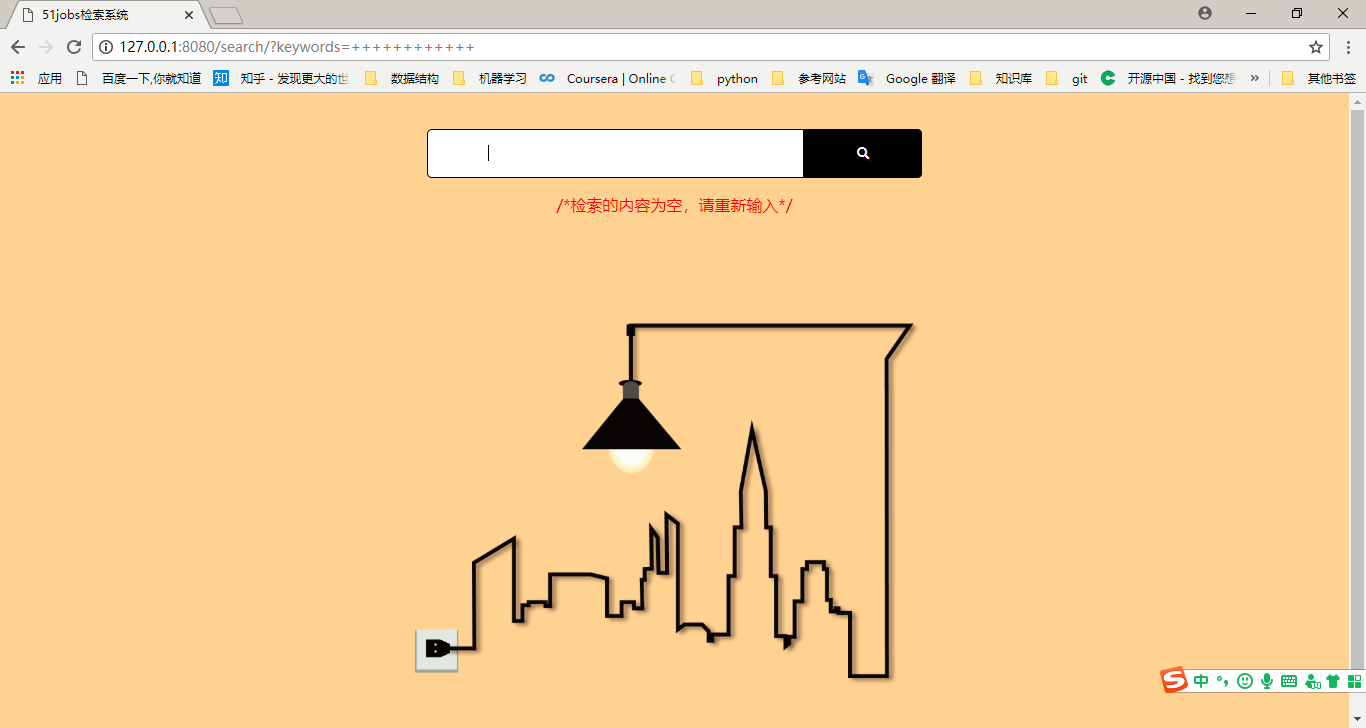 51jobs检索系统
127.0.0.1:8080/search/?keywords=++++++++++++
应用 百度一下,你就知道 知 知乎 - 发现更大的世 数据结构 机器学习 Coursera | Online C python 参考网站 Google 翻译 知识库 git 开源中国 - 找到您想 » 其他书签
/*检索的内容为空，请重新输入*/
S 中